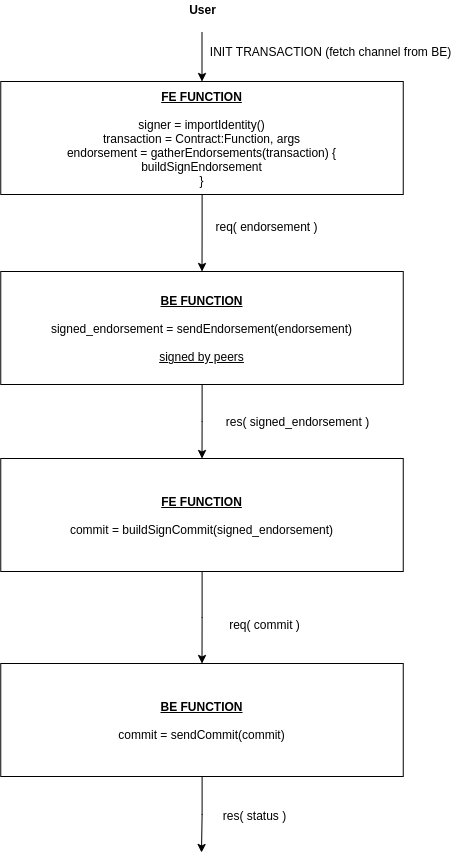 User
INIT TRANSACTION (fetch channel from BE)
FE FUNCTION
signer = importIdentity()
transaction = Contract:Function, args
endorsement = gatherEndorsements(transaction) {
buildSignEndorsement
}
req( endorsement )
BE FUNCTION
signed_endorsement = sendEndorsement(endorsement)
signed by peers
res( signed_endorsement )
FE FUNCTION
commit = buildSignCommit(signed_endorsement)
req( commit )
BE FUNCTION
commit = sendCommit(commit)
res( status )